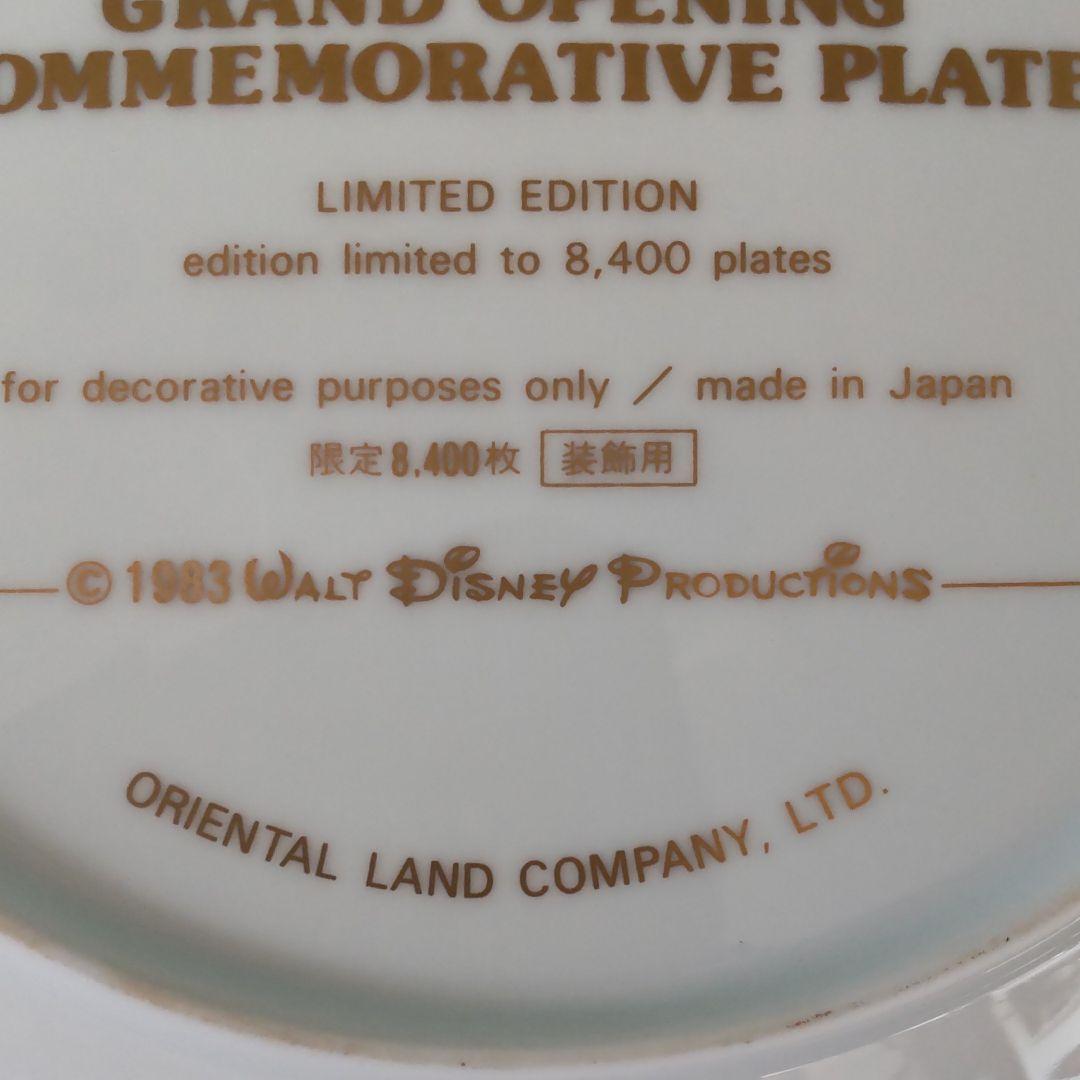 GRAND OPENING
OMMEMORATIVE PLATE
LIMITED EDITION
edition limited to 8,400 plates
for decorative purposes only / made in Japan
限定8,400枚 装飾用
© 1983 WALT DISNEY PRODUCTIONS
ORIENTAL LAND COMPANY, LTD.